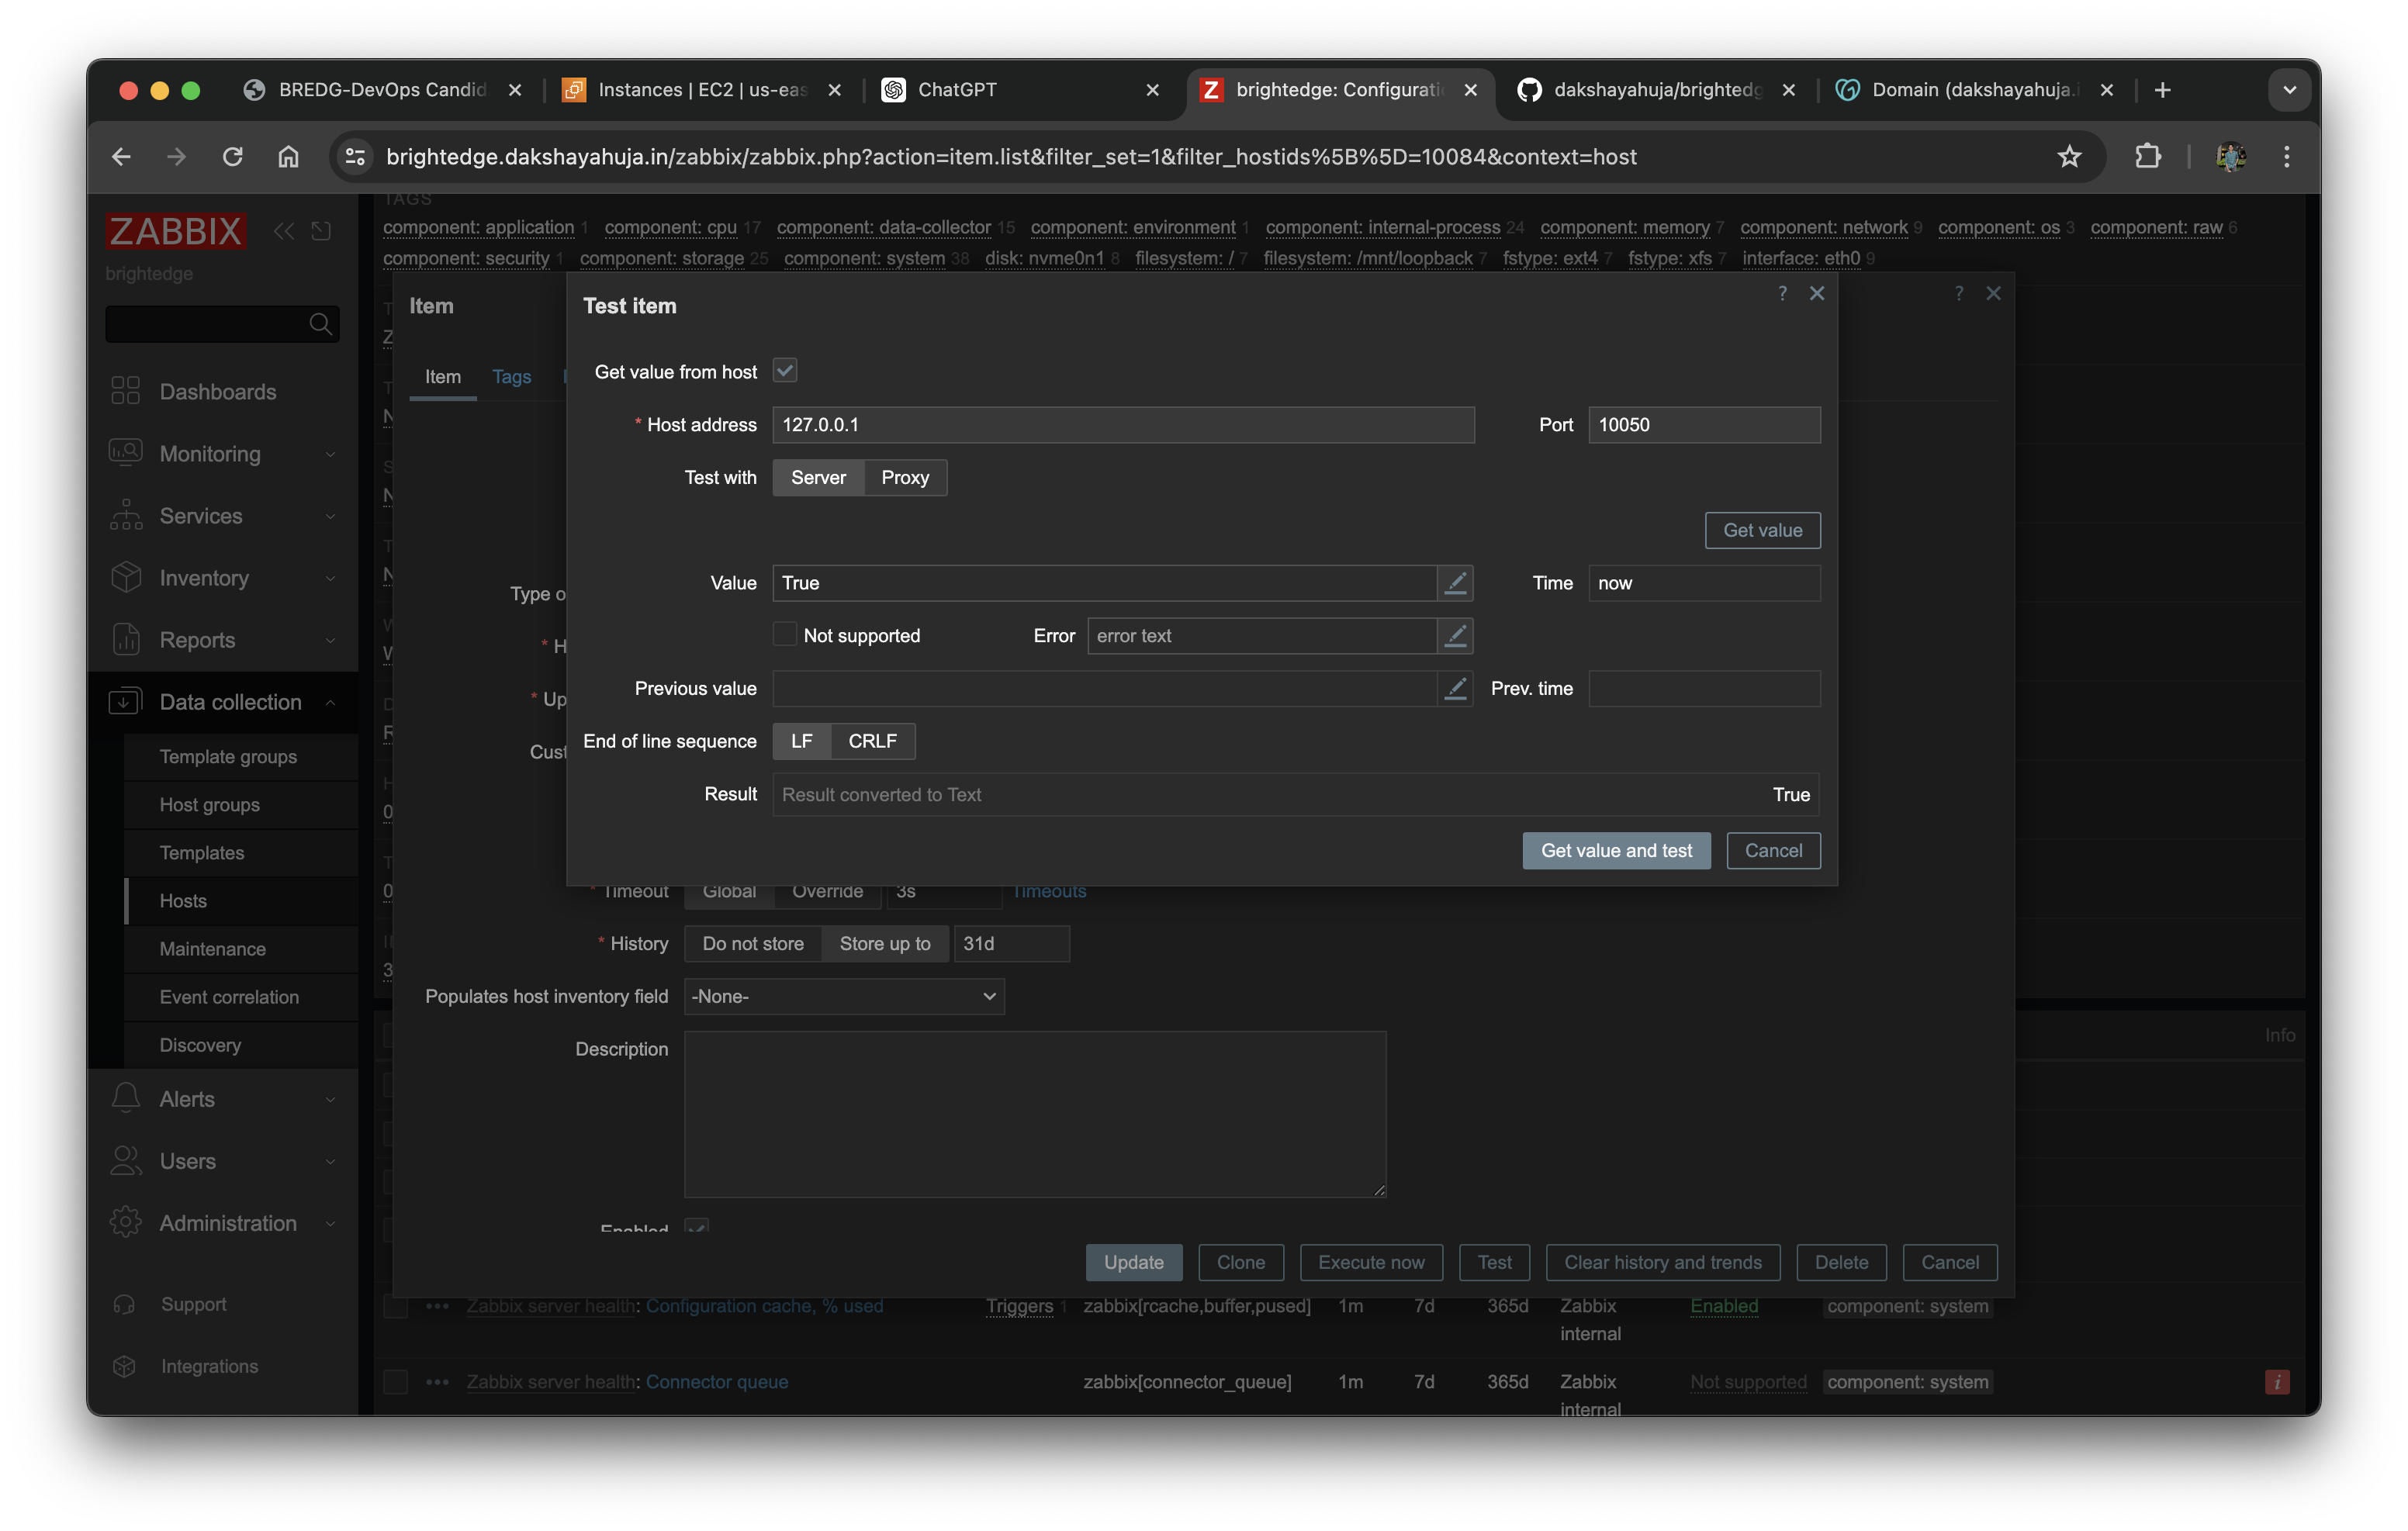 BREDG-DevOps Candid
Instances | EC2 | us-eas
ChatGPT
brightedge: Configurati
dakshayahuja/brightedg
Domain (dakshayahuja.i
brightedge.dakshayahuja.in/zabbix/zabbix.php?action=item.list&filter_set=1&filter_hostids%5B%5D=10084&context=host
ZABBIX
brightedge
Dashboards
Monitoring
Services
Inventory
Reports
Data collection
Template groups
Host groups
Templates
Hosts
Maintenance
Event correlation
Discovery
Alerts
Users
Administration
Support
Integrations
TAGS
component: application 1 component: cpu 17 component: data-collector 15 component: environment 1 component: internal-process 24 component: memory 7 component: network 9 component: os 3 component: raw 6
component: security 1 component: storage 25 component: system 38 disk: nvme0n1 8 filesystem: / 7 filesystem: /mnt/loopback 7 fstype: ext4 7 fstype: xfs 7 interface: eth0 9
Item
?
Item Tags
Type o
* H
* Up
Cust
Test item
?
Get value from host
* Host address 127.0.0.1 Port 10050
Test with Server Proxy
Get value
Value True Time now
Not supported Error error text
Previous value Prev. time
End of line sequence LF CRLF
Result Result converted to Text True
Get value and test Cancel
* Timeout Global Override 3s Timeouts
* History Do not store Store up to 31d
Populates host inventory field -None-
Description
Enabled
Update Clone Execute now Test Clear history and trends Delete Cancel
Info
Zabbix server health: Configuration cache, % used Triggers 1 zabbix[rcache,buffer,pused] 1m 7d 365d Zabbix internal Enabled component: system
Zabbix server health: Connector queue zabbix[connector_queue] 1m 7d 365d Zabbix internal Not supported component: system i